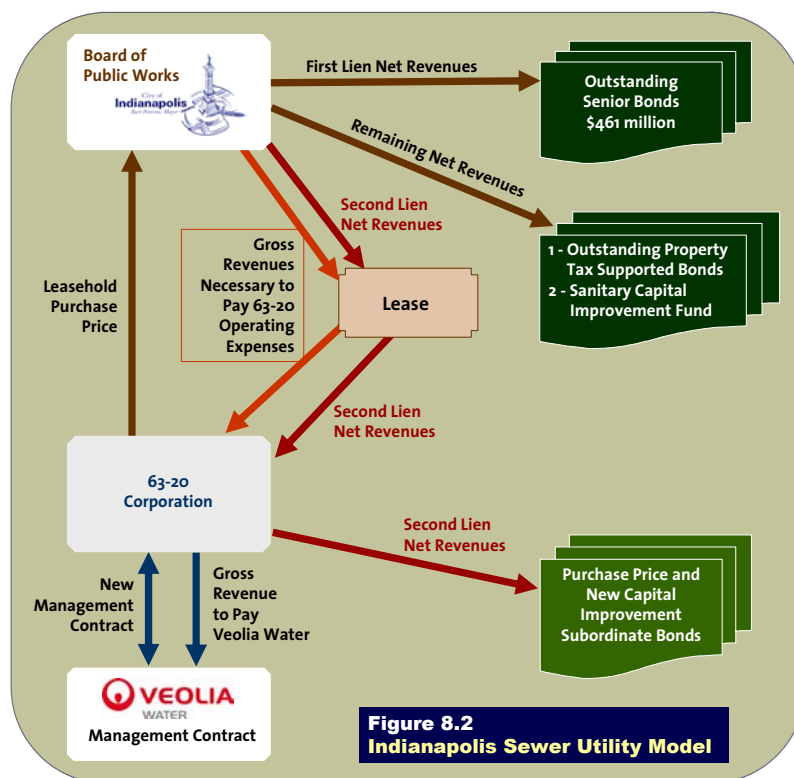 Board of
Public Works
City of
Indianapolis
Bart Peterson, Mayor
First Lien Net Revenues
Outstanding
Senior Bonds
$461 million
Remaining Net Revenues
Second Lien
Net Revenues
1 - Outstanding Property
Tax Supported Bonds
2 - Sanitary Capital
Improvement Fund
Gross
Revenues
Necessary to
Pay 63-20
Operating
Expenses
Leasehold
Purchase
Price
Lease
Second Lien
Net Revenues
63-20
Corporation
Second Lien
Net Revenues
New
Management
Contract
Gross
Revenue
to Pay
Veolia Water
Purchase Price and
New Capital
Improvement
Subordinate Bonds
VEOLIA
WATER
Management Contract
Figure 8.2
Indianapolis Sewer Utility Model